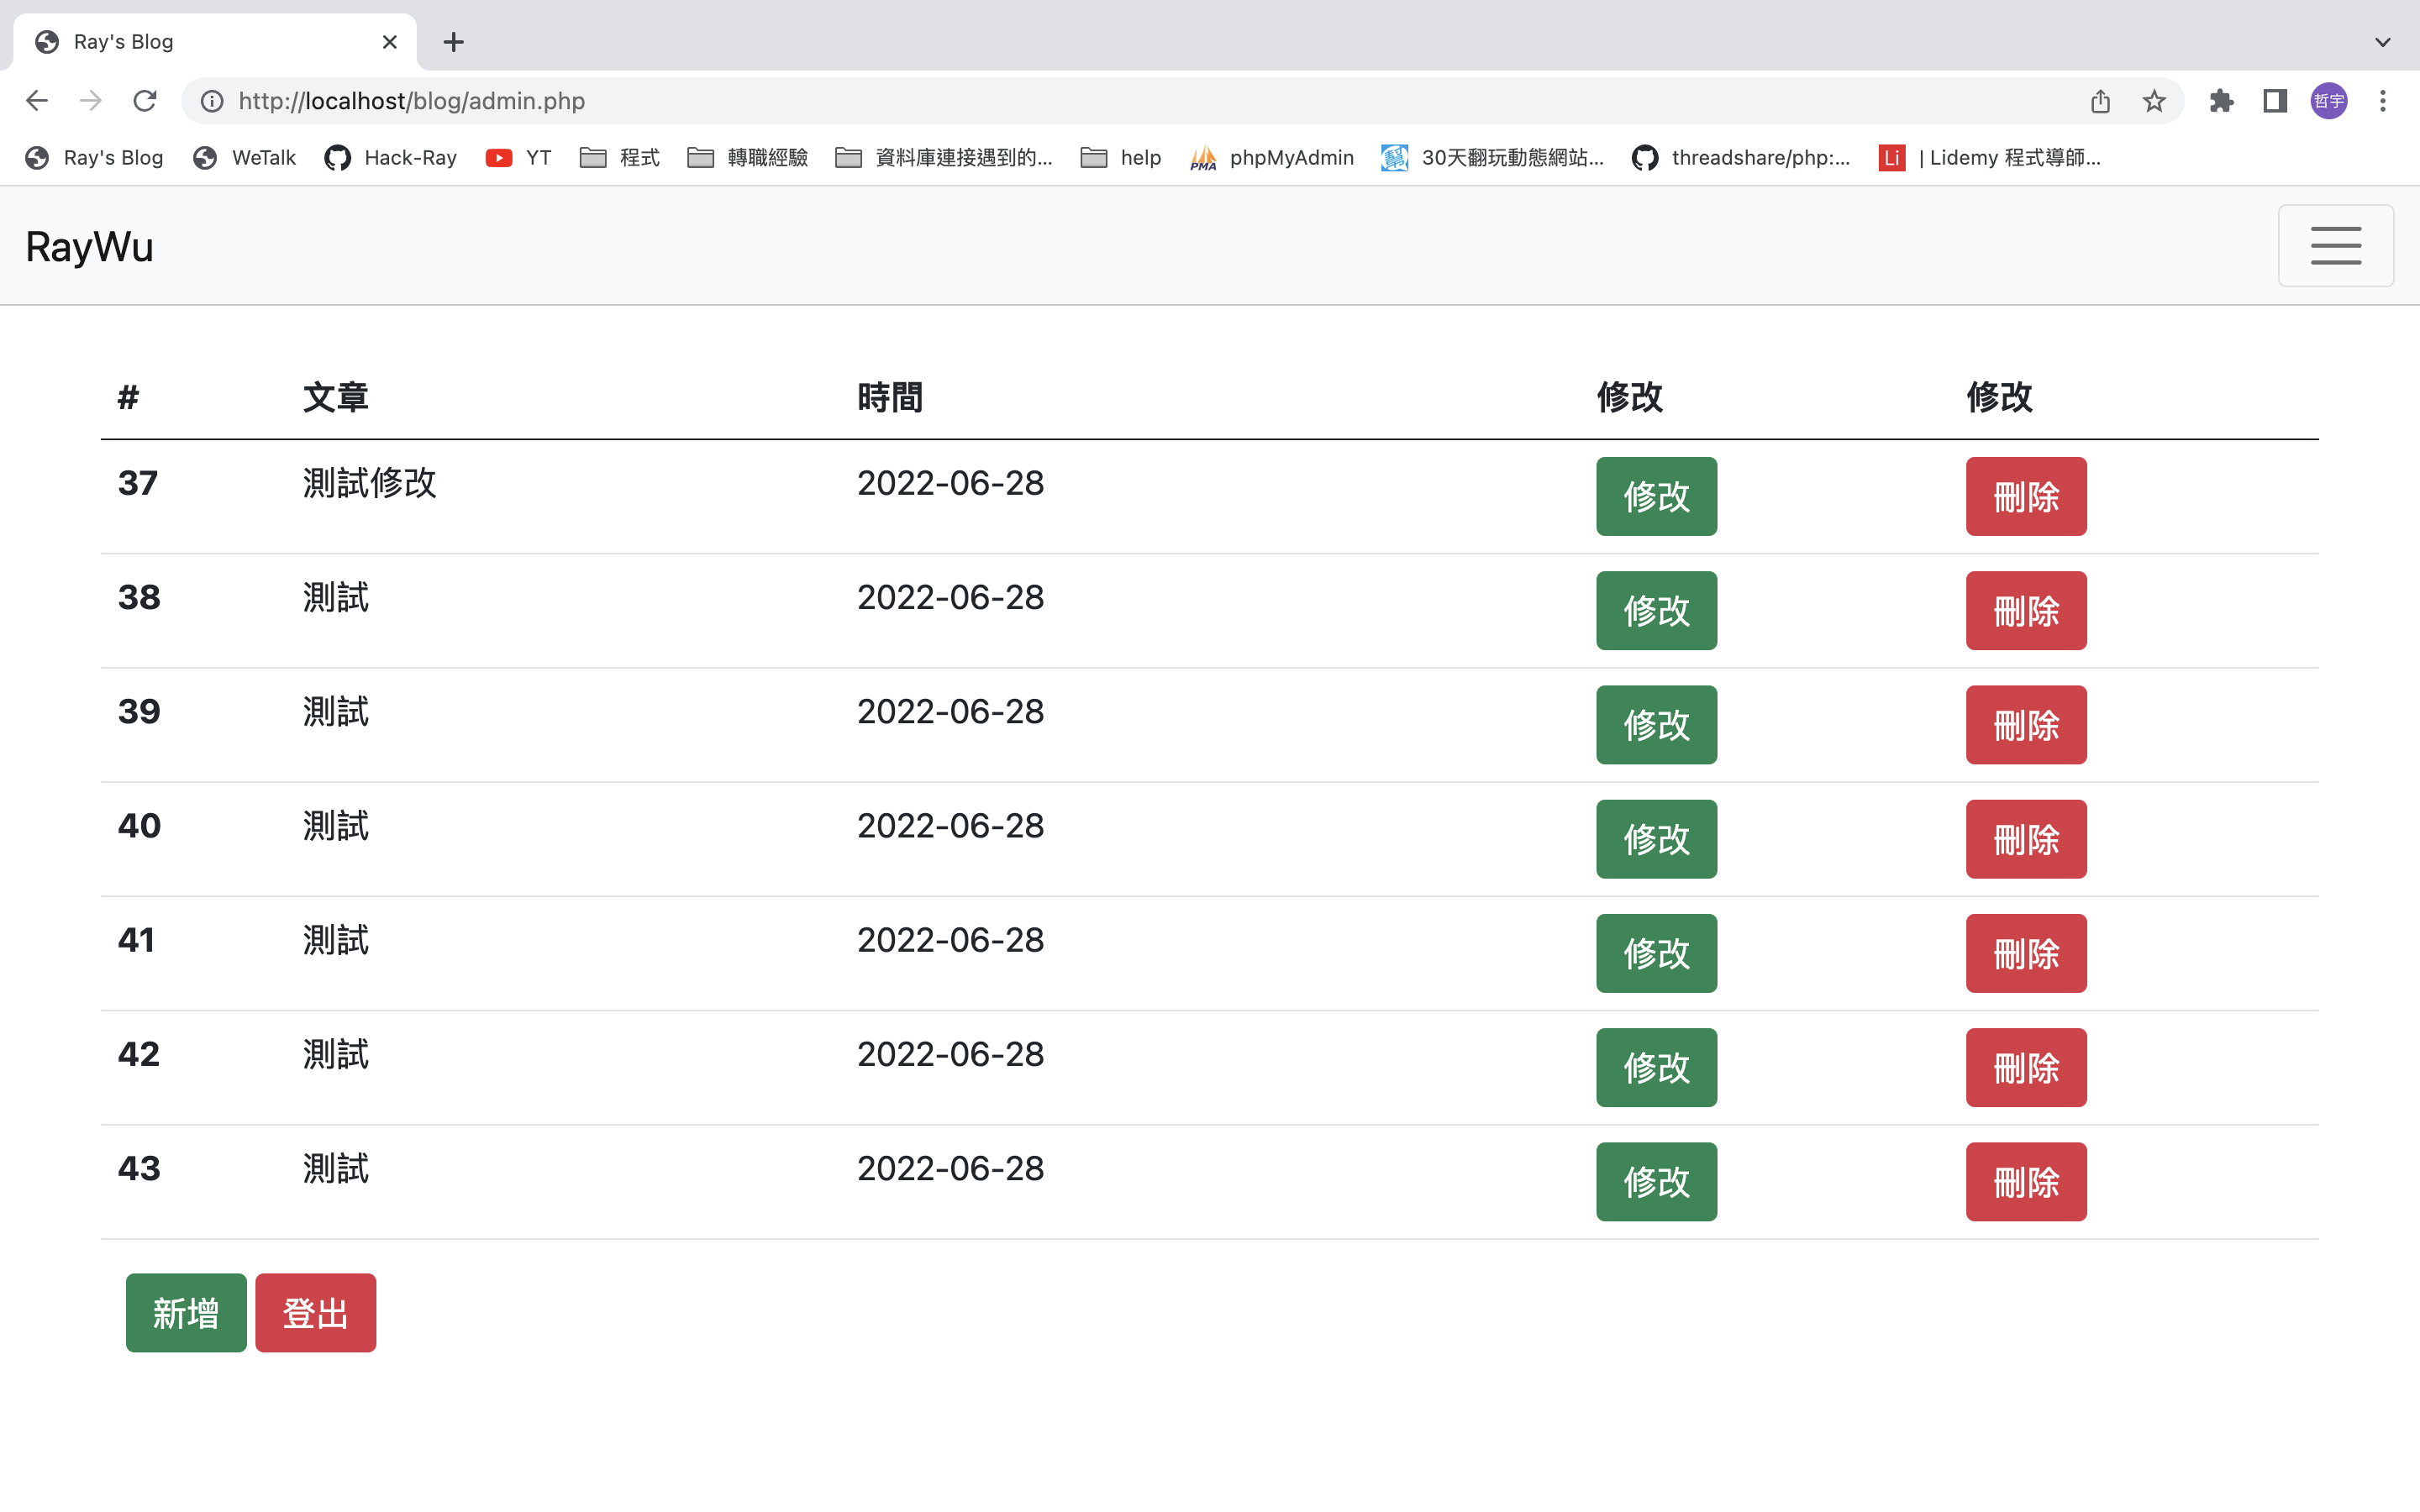 Ray's Blog
http://localhost/blog/admin.php 哲宇
Ray's Blog WeTalk Hack-Ray YT 程式 轉職經驗 資料庫連接遇到的... help PMA phpMyAdmin 30天翻玩動態網站... threadshare/php:... Li | Lidemy 程式導師...
RayWu
# 文章 時間 修改 修改
37 測試修改 2022-06-28 修改 刪除
38 測試 2022-06-28 修改 刪除
39 測試 2022-06-28 修改 刪除
40 測試 2022-06-28 修改 刪除
41 測試 2022-06-28 修改 刪除
42 測試 2022-06-28 修改 刪除
43 測試 2022-06-28 修改 刪除
新增 登出